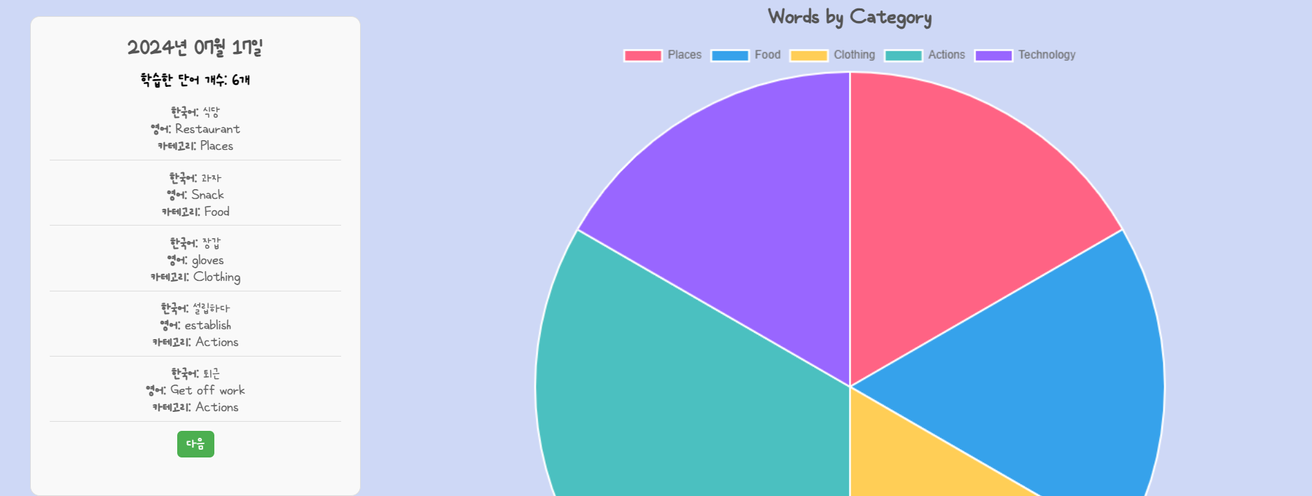 2024년 07월 17일
학습한 단어 개수: 6개
한국어: 식당
영어: Restaurant
카테고리: Places
한국어: 과자
영어: Snack
카테고리: Food
한국어: 장갑
영어: gloves
카테고리: Clothing
한국어: 설립하다
영어: establish
카테고리: Actions
한국어: 퇴근
영어: Get off work
카테고리: Actions
다음
Words by Category
Places Food Clothing Actions Technology